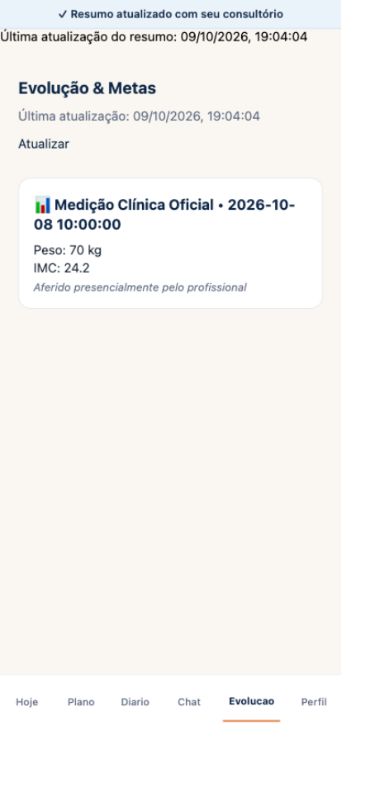 ✓ Resumo atualizado com seu consultório
Última atualização do resumo: 09/10/2026, 19:04:04
Evolução & Metas
Última atualização: 09/10/2026, 19:04:04
Atualizar
📊 Medição Clínica Oficial • 2026-10-
08 10:00:00
Peso: 70 kg
IMC: 24.2
Aferido presencialmente pelo profissional
Hoje Plano Diario Chat Evolucao Perfil